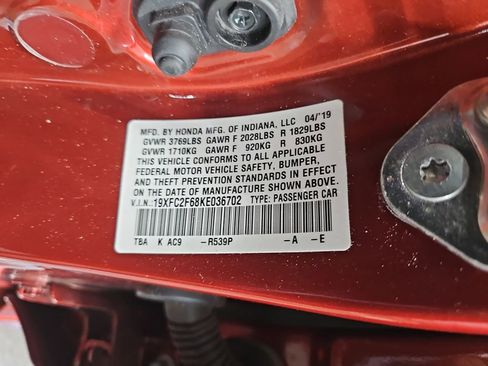 MFD. BY HONDA MFG. OF INDIANA, LLC 04/'19
GVWR 3769LBS GAWR F 2028LBS R 1829LBS
GVWR 1710KG GAWR F 920KG R 830KG
THIS VEHICLE CONFORMS TO ALL APPLICABLE
FEDERAL MOTOR VEHICLE SAFETY, BUMPER,
AND THEFT PREVENTION STANDARDS IN EFFECT
ON THE DATE OF MANUFACTURE SHOWN ABOVE.
V.I.N.:19XFC2F68KE036702 TYPE: PASSENGER CAR
TBA K AC9 -R539P -A -E